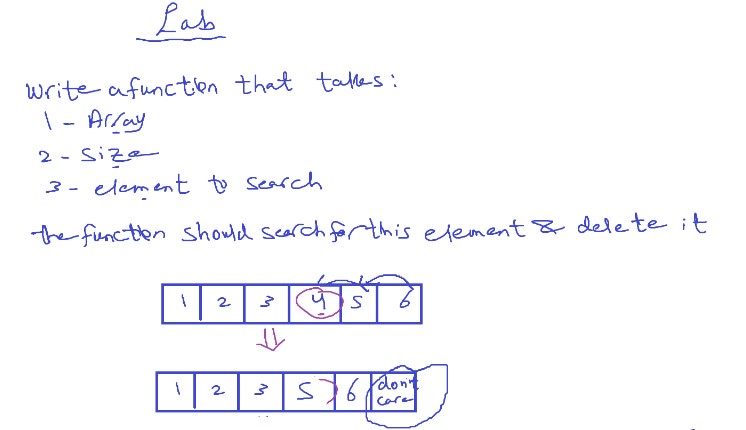 Lab
Write a function that takes:
1 - Array
2 - Size
3 - element to search
the function should search for this element & delete it
1 2 3 4 5 6
1 2 3 5 6 don't care